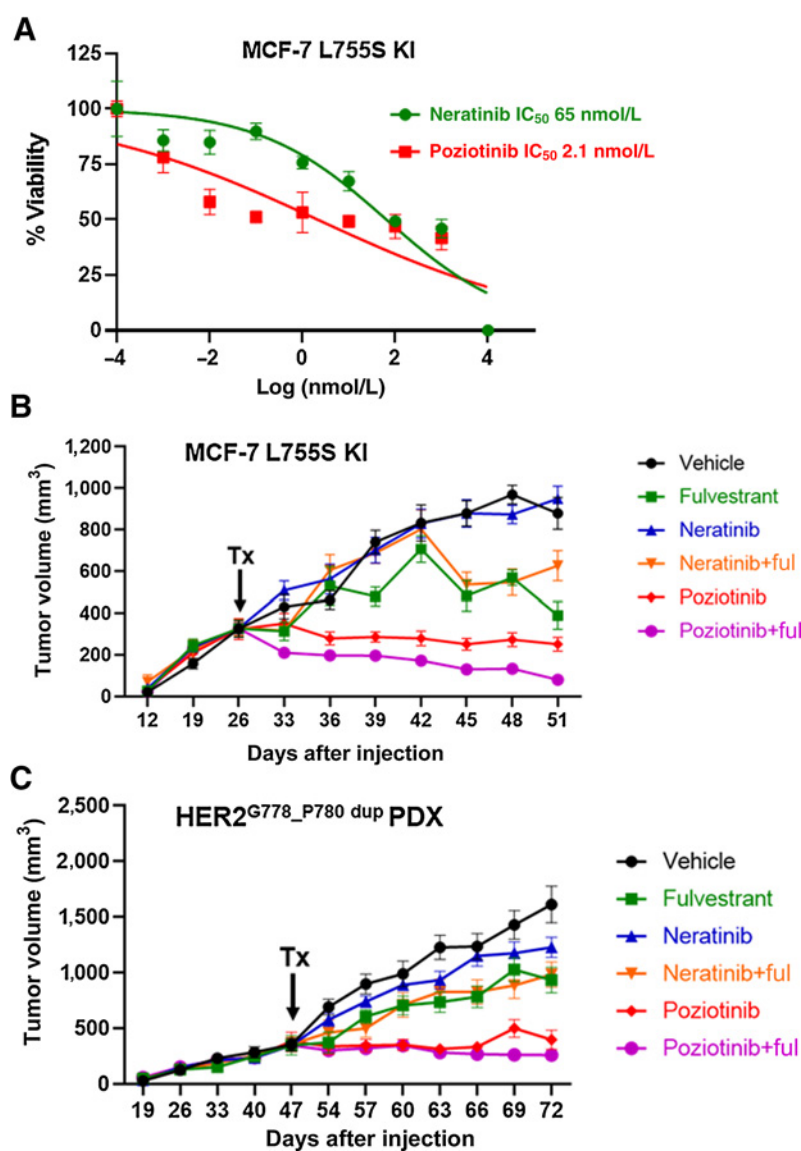 A
MCF-7 L755S KI
125
100
75
50
25
0
% Viability
Neratinib IC₅₀ 65 nmol/L
Poziotinib IC₅₀ 2.1 nmol/L
–4
–2
0
2
4
Log (nmol/L)
B
MCF-7 L755S KI
1,200
1,000
800
600
400
200
0
Tumor volume (mm³)
Tx
12 19 26 33 36 39 42 45 48 51
Days after injection
Vehicle
Fulvestrant
Neratinib
Neratinib+ful
Poziotinib
Poziotinib+ful
C
HER2ᴳ⁷⁷⁸_ᴾ⁷⁸⁰ ᵈᵘᵖ PDX
2,500
2,000
1,500
1,000
500
0
Tumor volume (mm³)
Tx
19 26 33 40 47 54 57 60 63 66 69 72
Days after injection
Vehicle
Fulvestrant
Neratinib
Neratinib+ful
Poziotinib
Poziotinib+ful